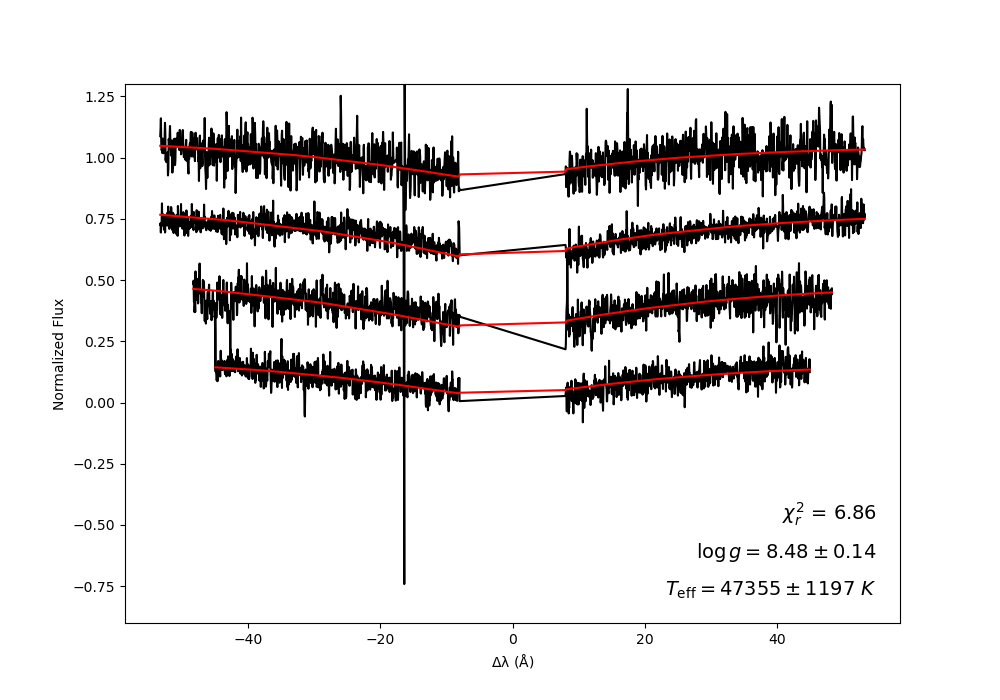 1.25
1.00
0.75
0.50
0.25
0.00
−0.25
−0.50
−0.75
Normalized Flux
χ²ᵣ = 6.86
log g = 8.48 ± 0.14
T_eff = 47355 ± 1197 K
−40 −20 0 20 40
Δλ (Å)